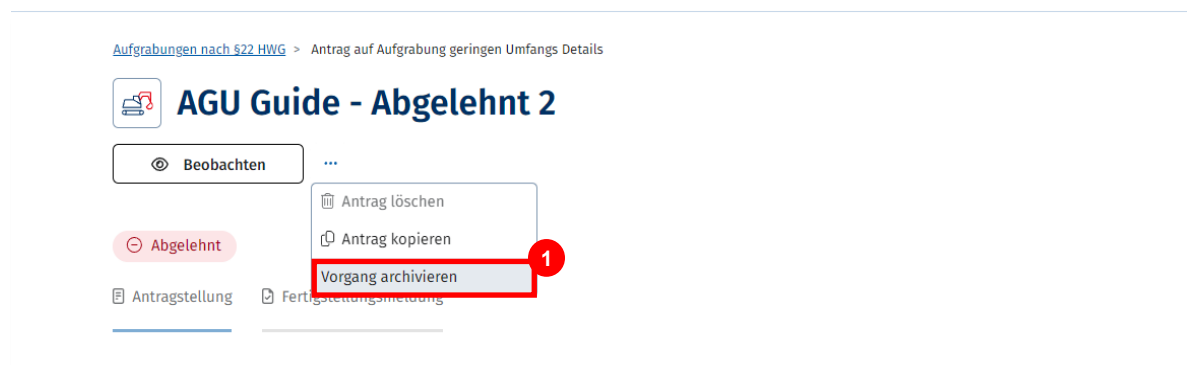 Aufgrabungen nach §22 HWG > Antrag auf Aufgrabung geringen Umfangs Details
AGU Guide - Abgelehnt 2
Beobachten ...
Antrag löschen
Abgelehnt
Antrag kopieren
1
Vorgang archivieren
Antragstellung Fertigstellungsmeldung